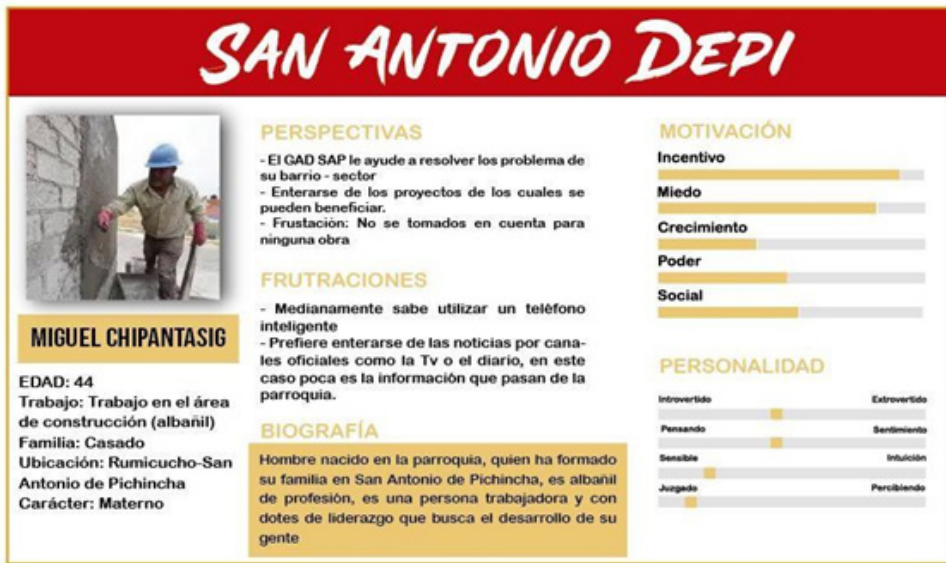 SAN ANTONIO DEPI
MIGUEL CHIPANTASIG
EDAD: 44
Trabajo: Trabajo en el área
de construcción (albañil)
Familia: Casado
Ubicación: Rumicucho-San
Antonio de Pichincha
Carácter: Materno
PERSPECTIVAS
- El GAD SAP le ayude a resolver los problema de
su barrio - sector
- Enterarse de los proyectos de los cuales se
pueden beneficiar.
- Frustación: No se tomados en cuenta para
ninguna obra
FRUTRACIONES
- Medianamente sabe utilizar un teléfono
inteligente
- Prefiere enterarse de las noticias por cana-
les oficiales como la Tv o el diario, en este
caso poca es la información que pasan de la
parroquia.
BIOGRAFÍA
Hombre nacido en la parroquia, quien ha formado
su familia en San Antonio de Pichincha, es albañil
de profesión, es una persona trabajadora y con
dotes de liderazgo que busca el desarrollo de su
gente
MOTIVACIÓN
Incentivo
Miedo
Crecimiento
Poder
Social
PERSONALIDAD
Introvertido Extrovertido
Pensando Sentimiento
Sensible Intuición
Juzgado Percibiendo